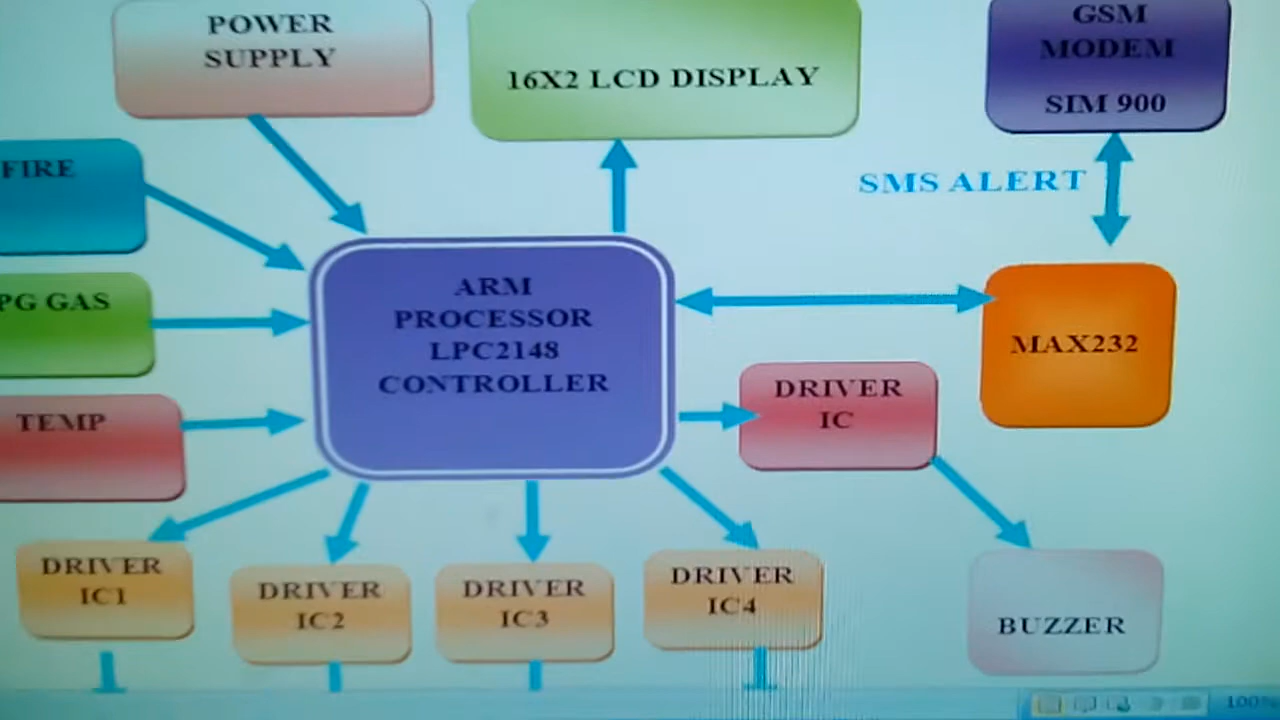 POWER
SUPPLY
16X2 LCD DISPLAY
GSM
MODEM
SIM 900
FIRE
SMS ALERT
PG GAS
ARM
PROCESSOR
LPC2148
CONTROLLER
MAX232
TEMP
DRIVER
IC
DRIVER
IC1
DRIVER
IC2
DRIVER
IC3
DRIVER
IC4
BUZZER
100%